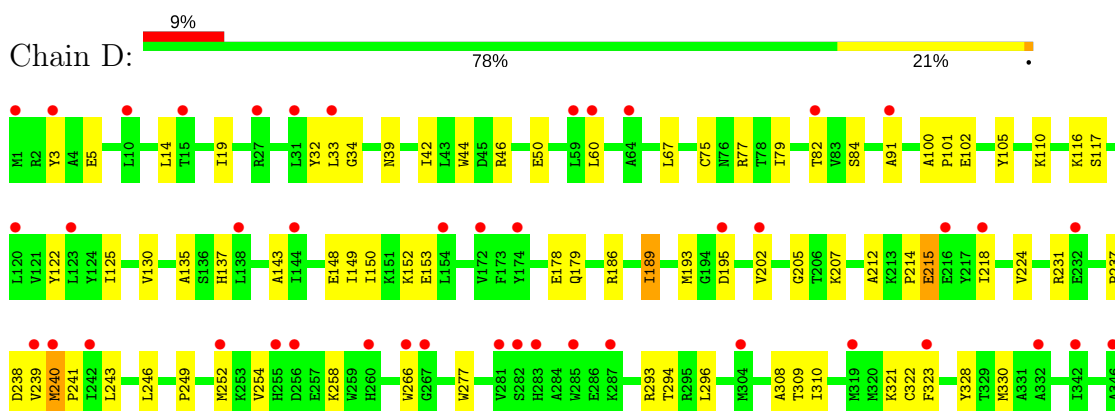 9%
Chain D:
78% 21% •
M1 R2 Y3 A4 E5 L10 L14 T15 I19 R27 L31 Y32 L33 G34 N39 I42 L43 W44 D45 R46 E50 L59 L60 A64 L67 C75 N76 R77 T78 I79 T82 V83 S84 A91 A100 P101 E102 Y105 K110 K116 S117
L120 V121 Y122 L123 Y124 I125 V130 A135 S136 H137 L138 A143 I144 E148 I149 I150 K151 K152 E153 L154 V172 F173 Y174 E178 Q179 R186 I189 M193 G194 D195 V202 G205 T206 K207 A212 K213 P214 E215 E216 Y217 I218 V224 R231 E232
D238 V239 M240 P241 I242 L243 L246 P249 M252 K253 V254 H255 D256 E257 K258 W259 H260 W266 G267 W277 V281 S282 H283 A284 W285 E286 K287 R293 T294 R295 L296 M304 A308 T309 I310 M319 M320 K321 C322 F323 Y328 T329 M330 A331 A332 I342